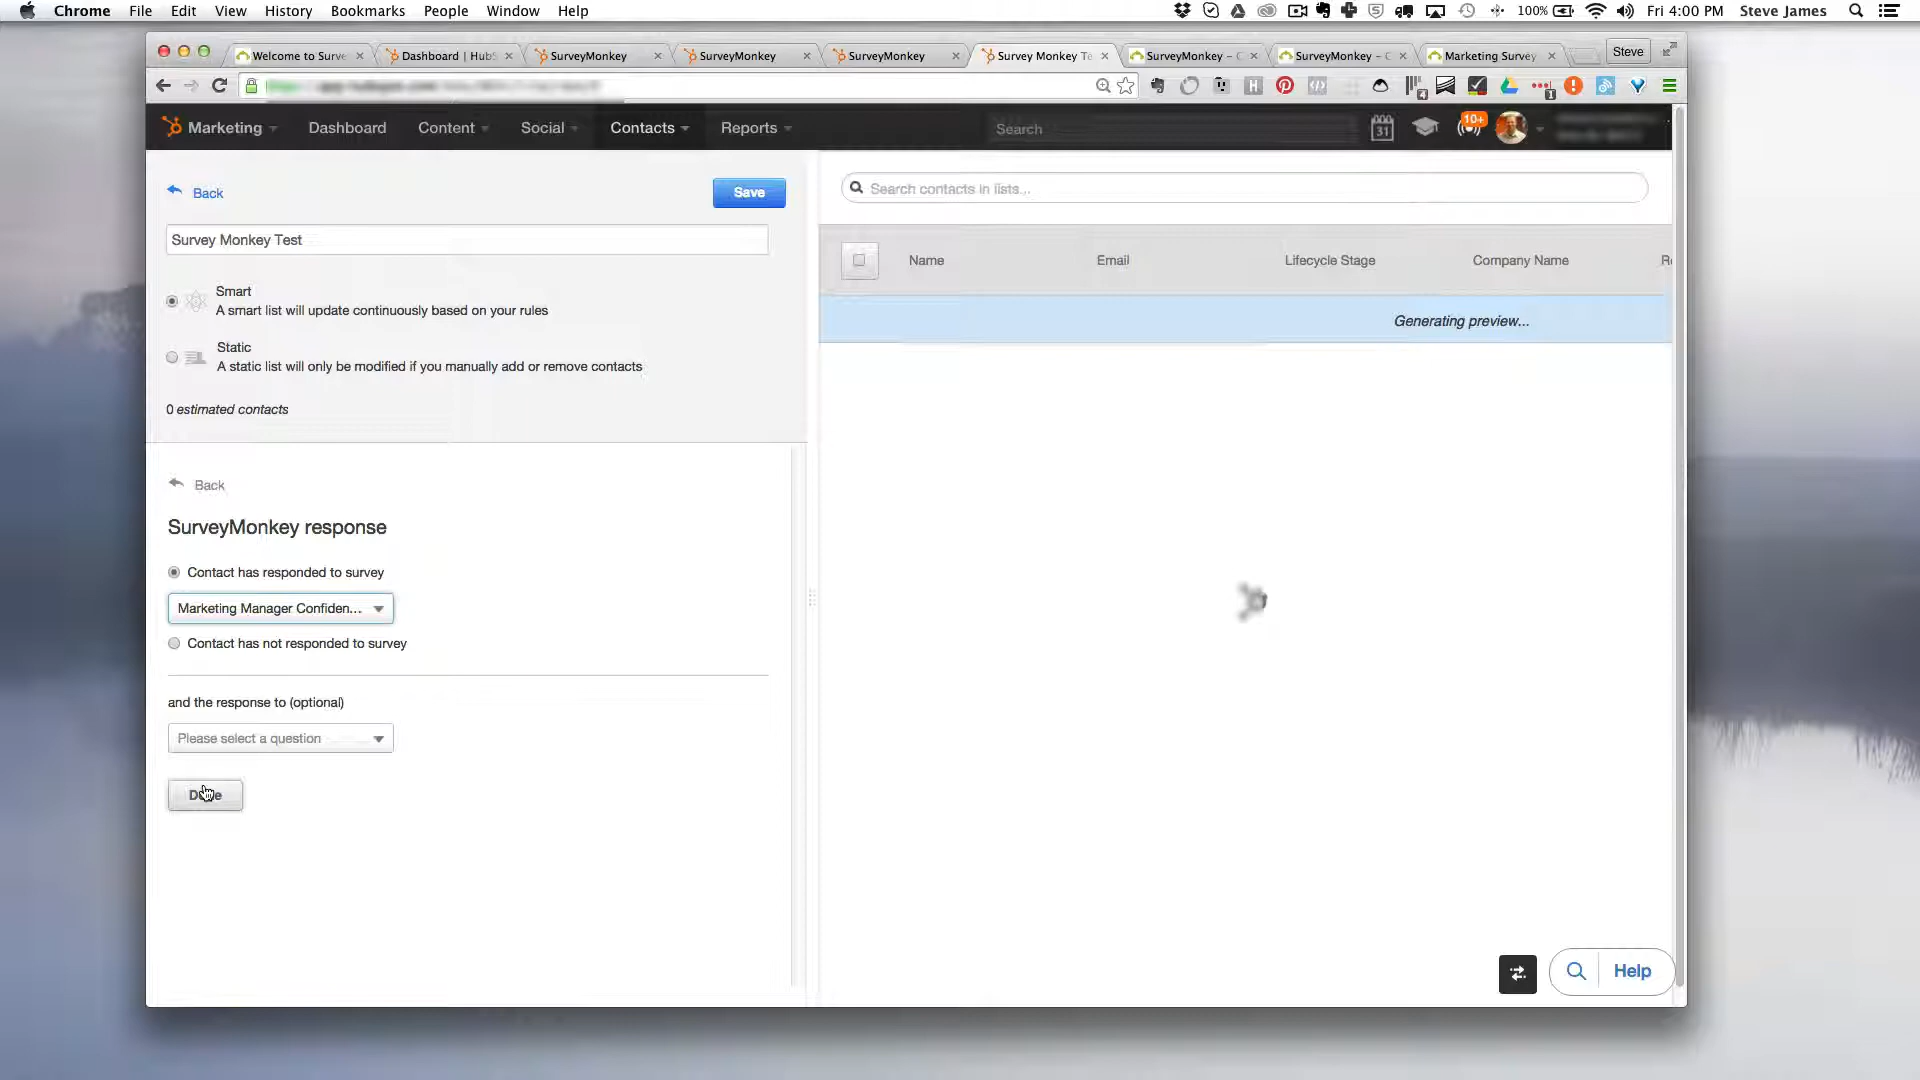 Chrome File Edit View History Bookmarks People Window Help
100% Fri 4:00 PM Steve James
Welcome to Surve
Dashboard | Hub
SurveyMonkey
SurveyMonkey
SurveyMonkey
Survey Monkey Te
SurveyMonkey – C
SurveyMonkey – C
Marketing Survey
Steve
Marketing Dashboard Content Social Contacts Reports Search 31 10+
Back Save
Search contacts in lists...
Survey Monkey Test
Name Email Lifecycle Stage Company Name
Smart
A smart list will update continuously based on your rules
Generating preview...
Static
A static list will only be modified if you manually add or remove contacts
0 estimated contacts
Back
SurveyMonkey response
Contact has responded to survey
Marketing Manager Confiden...
Contact has not responded to survey
and the response to (optional)
Please select a question
Help